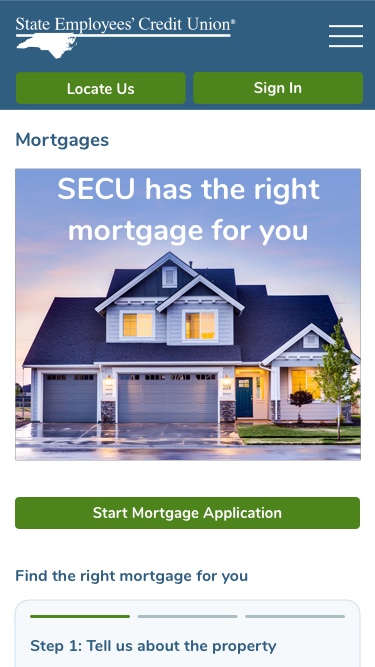 State Employees' Credit Union®
Locate Us
Sign In
Mortgages
SECU has the right
mortgage for you
Start Mortgage Application
Find the right mortgage for you
Step 1: Tell us about the property